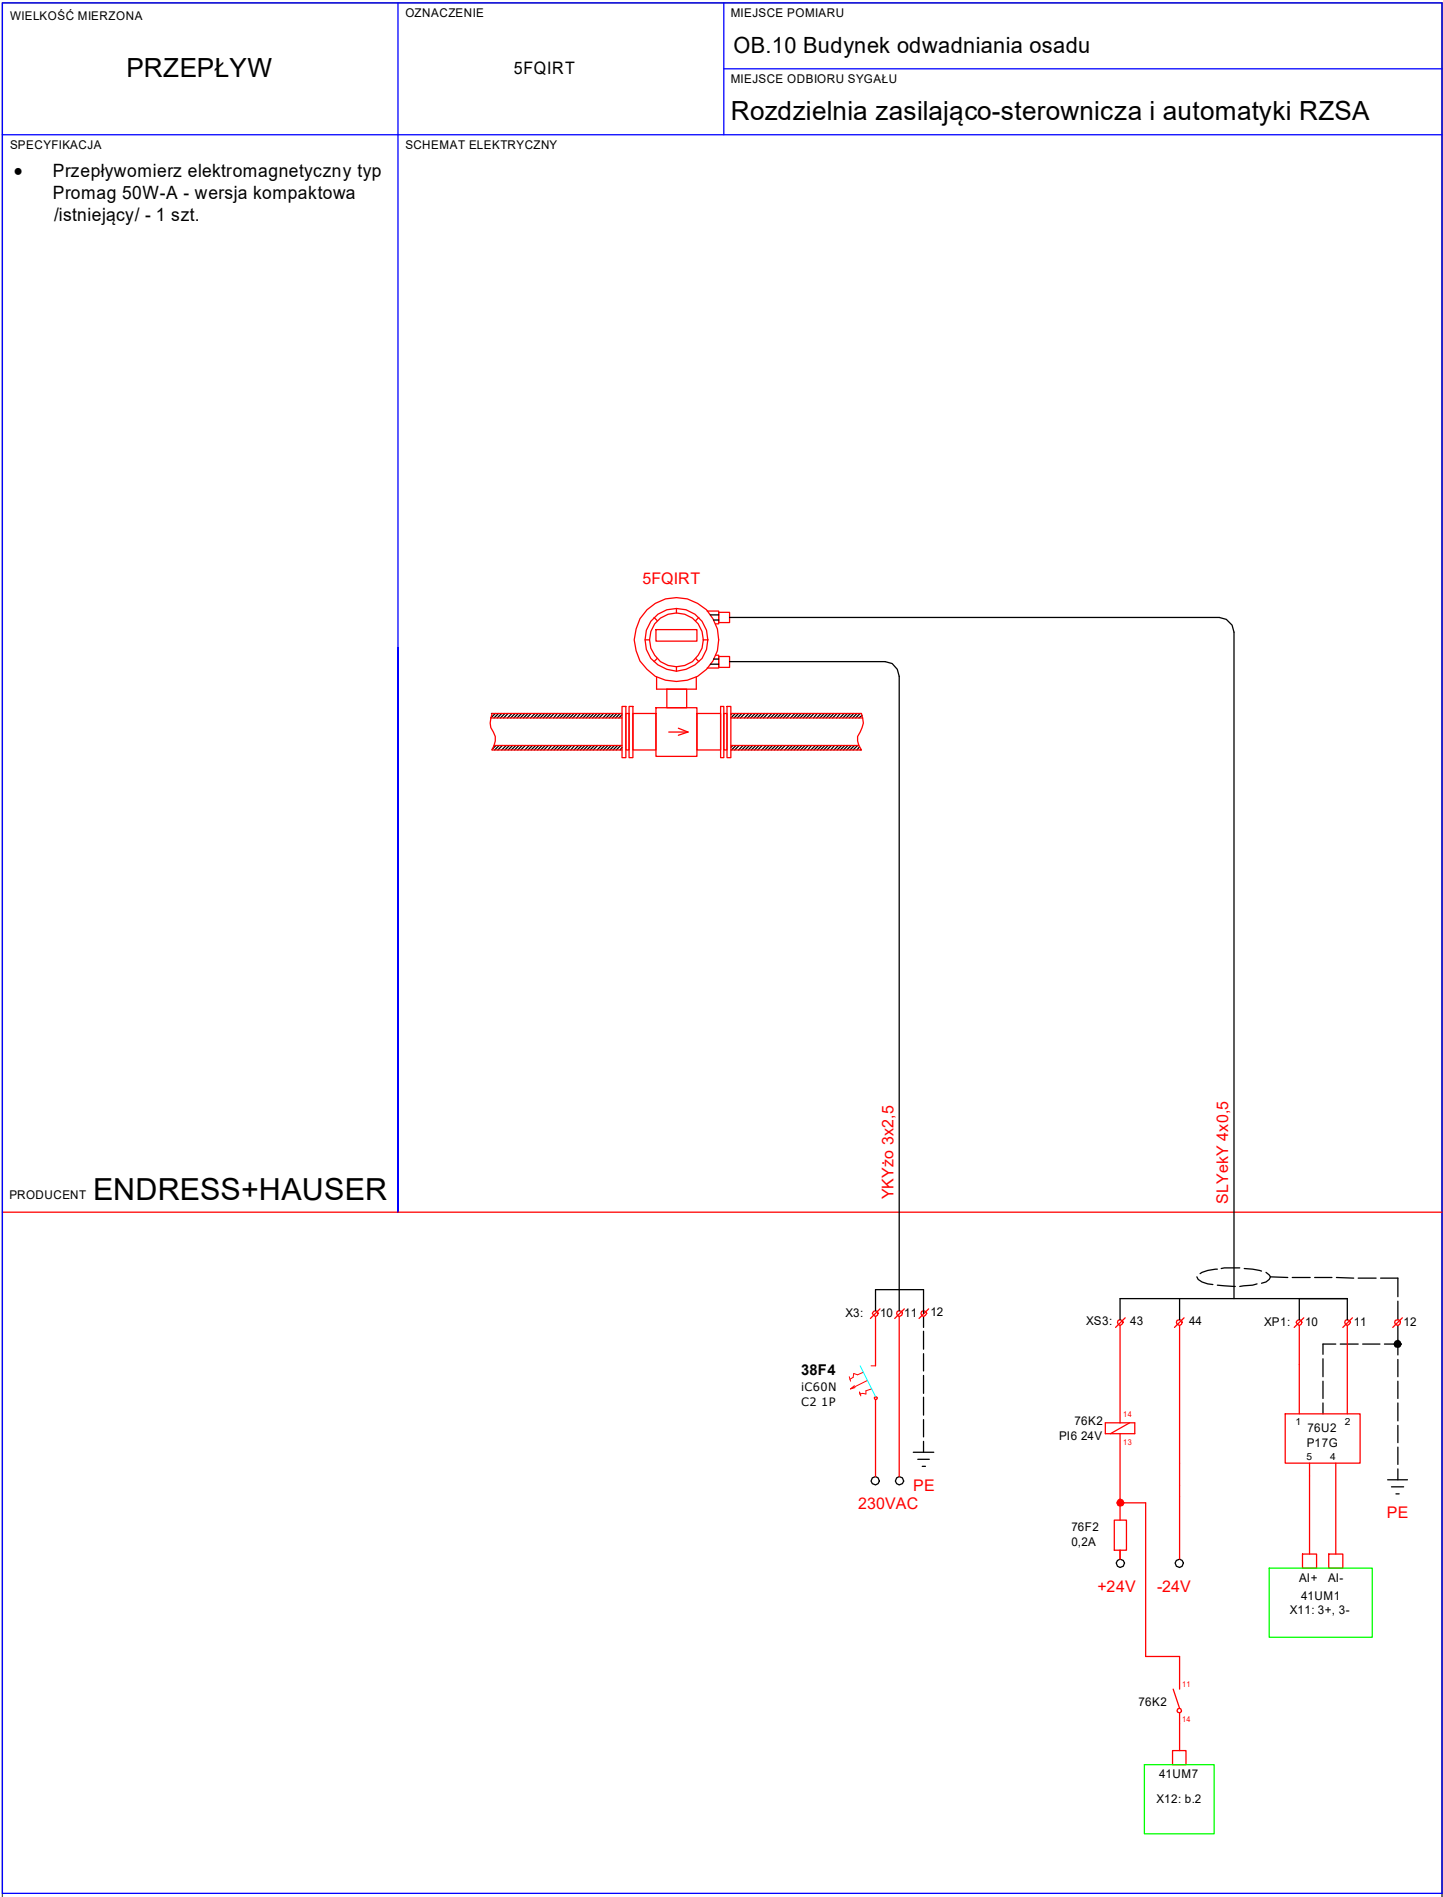 WIELKOŚĆ MIERZONA
PRZEPŁYW
OZNACZENIE
5FQIRT
MIEJSCE POMIARU
OB.10 Budynek odwadniania osadu
MIEJSCE ODBIORU SYGAŁU
Rozdzielnia zasilająco-sterownicza i automatyki RZSA
SPECYFIKACJA
• Przepływomierz elektromagnetyczny typ
Promag 50W-A - wersja kompaktowa
/istniejący/ - 1 szt.
PRODUCENT ENDRESS+HAUSER
SCHEMAT ELEKTRYCZNY
5FQIRT
YKYżo 3x2,5
SLYekY 4x0,5
X3: 10 11 12
38F4
iC60N
C2 1P
PE
230VAC
XS3: 43 44
XP1: 10 11 12
14
76K2
PI6 24V
13
76F2
0,2A
+24V -24V
1 2
76U2
P17G
5 4
PE
AI+ AI-
41UM1
X11: 3+, 3-
11
76K2
14
41UM7
X12: b.2